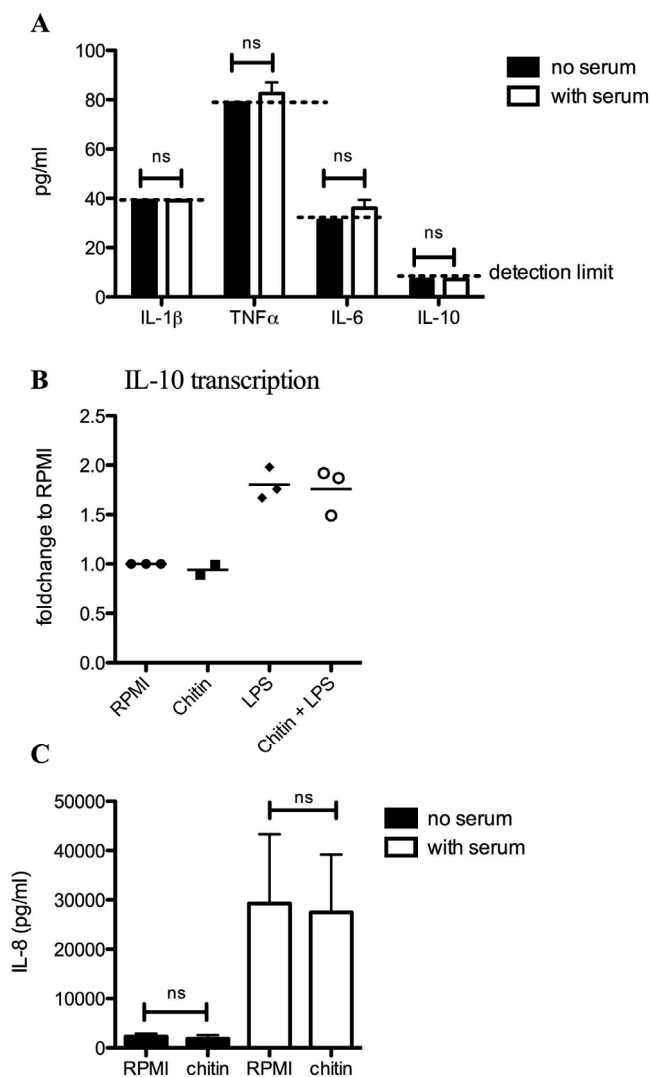 A
ns
no serum
with serum
pg/ml
100
80
60
40
20
0
ns
ns
ns
detection limit
IL-1β
TNFα
IL-6
IL-10
B IL-10 transcription
foldchange to RPMI
2.5
2.0
1.5
1.0
0.5
0.0
RPMI
Chitin
LPS
Chitin + LPS
C
IL-8 (pg/ml)
50000
40000
30000
20000
10000
0
ns
ns
no serum
with serum
RPMI
chitin
RPMI
chitin